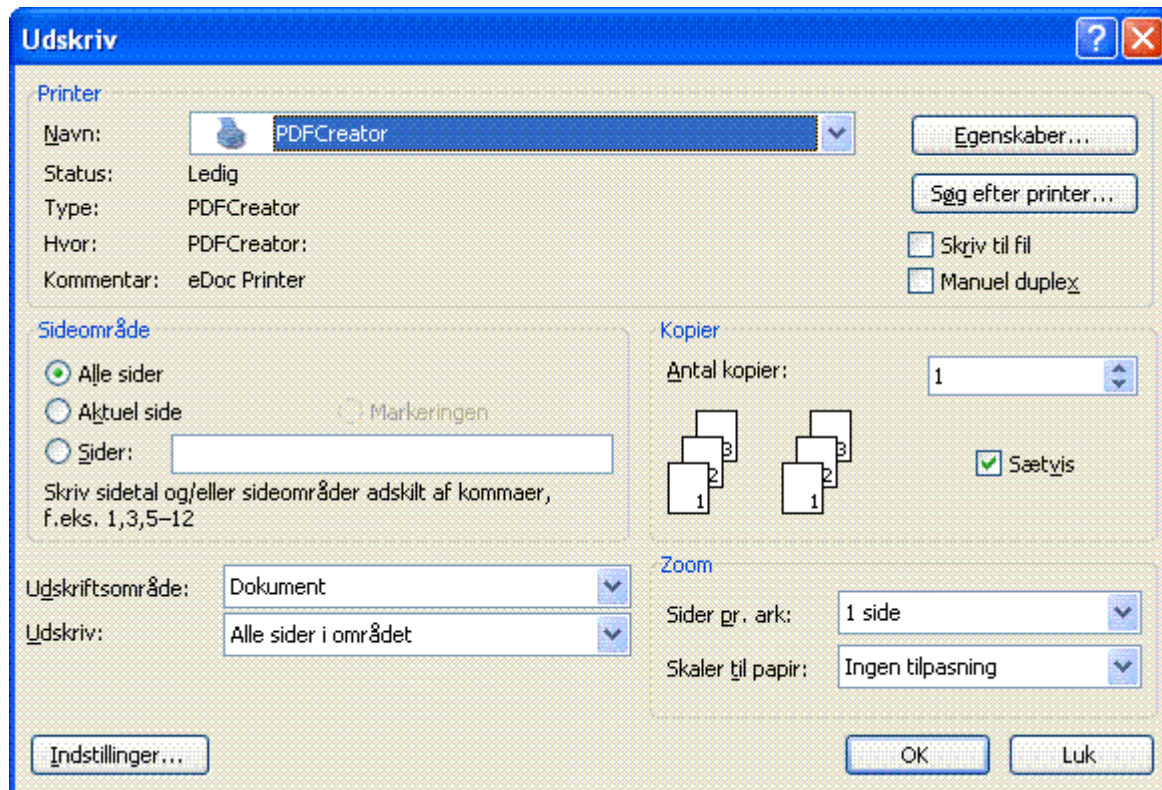 Udskriv
Printer
Navn: PDFCreator
Egenskaber...
Status: Ledig
Søg efter printer...
Type: PDFCreator
Hvor: PDFCreator:
Skriv til fil
Kommentar: eDoc Printer
Manuel duplex
Sideområde
Alle sider
Aktuel side
Markeringen
Sider:
Skriv sidetal og/eller sideområder adskilt af kommaer,
f.eks. 1,3,5–12
Kopier
Antal kopier: 1
3 3
2 2
1 1
Sætvis
Udskriftsområde: Dokument
Udskriv: Alle sider i området
Zoom
Sider pr. ark: 1 side
Skaler til papir: Ingen tilpasning
Indstillinger...
OK
Luk